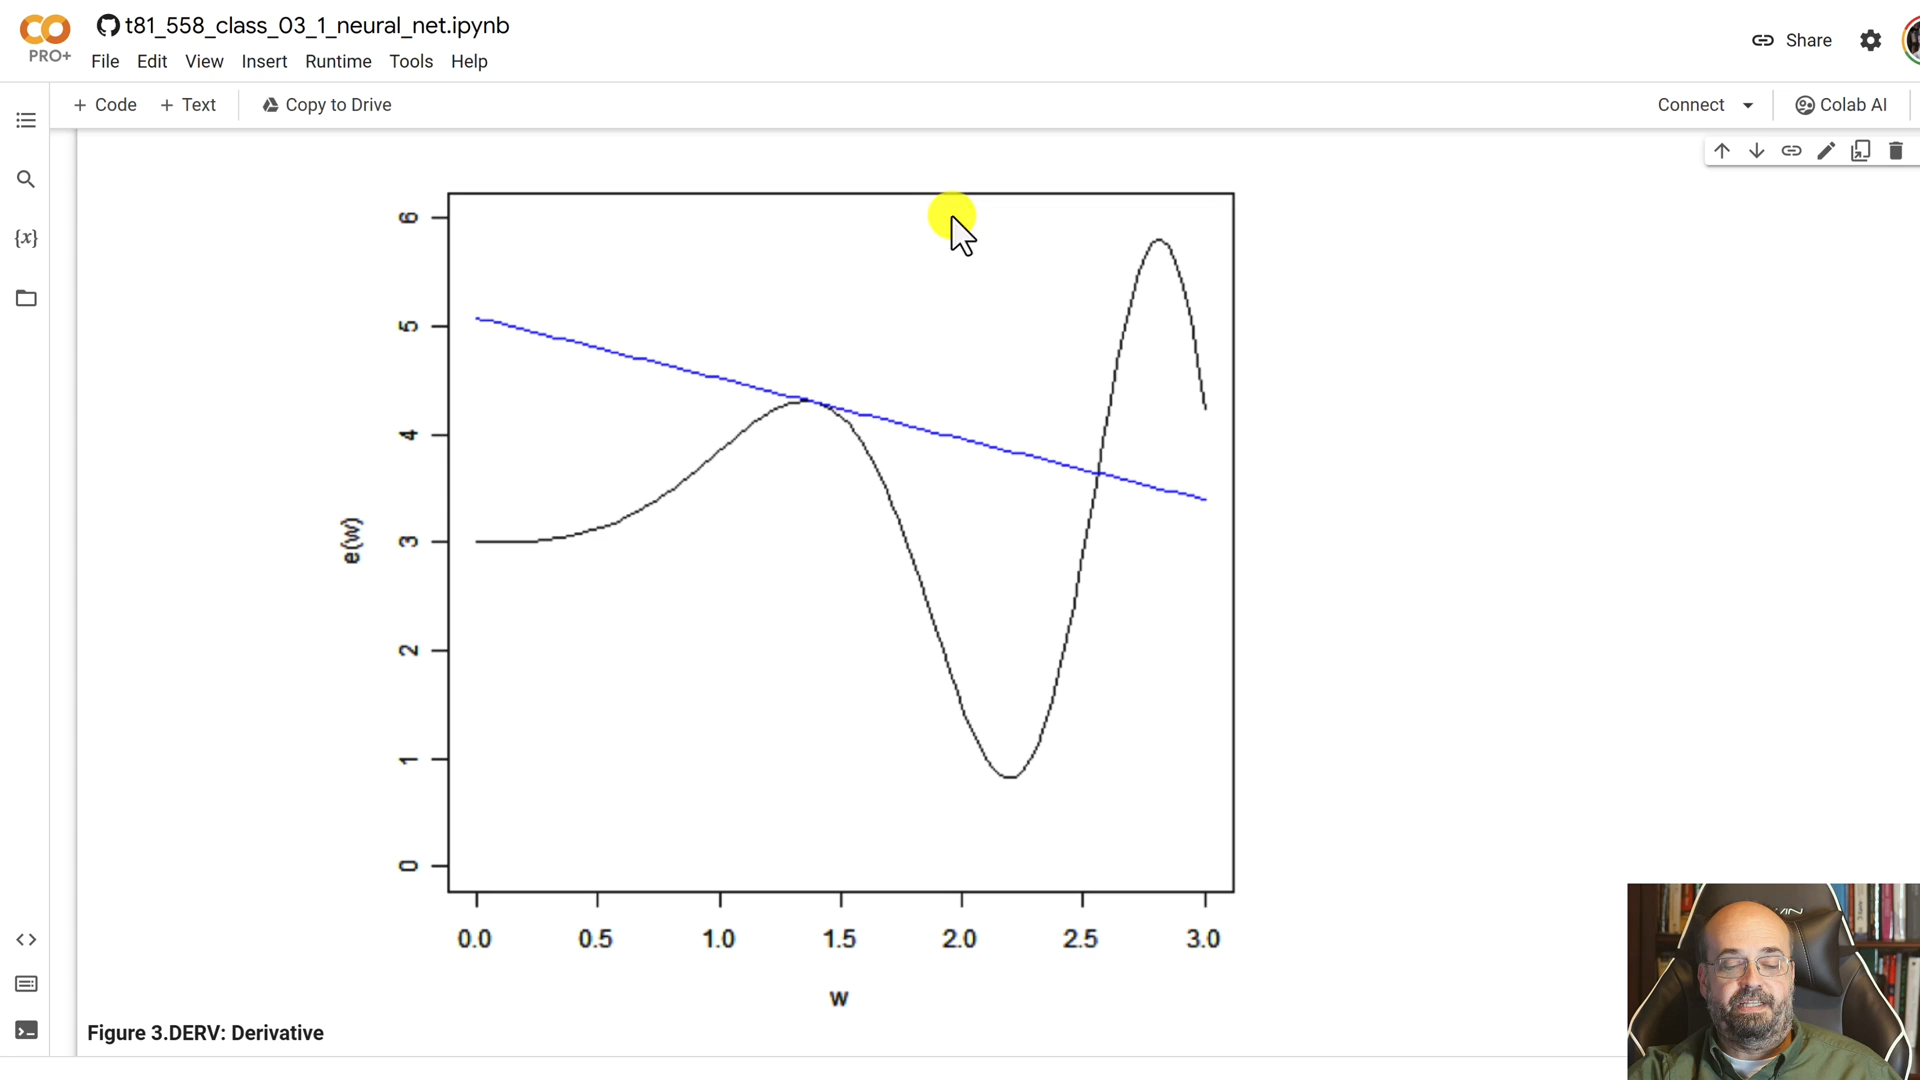 t81_558_class_03_1_neural_net.ipynb
PRO+
File Edit View Insert Runtime Tools Help
Share
+ Code + Text Copy to Drive
Connect
Colab AI
{x}
6
5
4
3
2
1
0
e(w)
0.0 0.5 1.0 1.5 2.0 2.5 3.0
w
Figure 3.DERV: Derivative